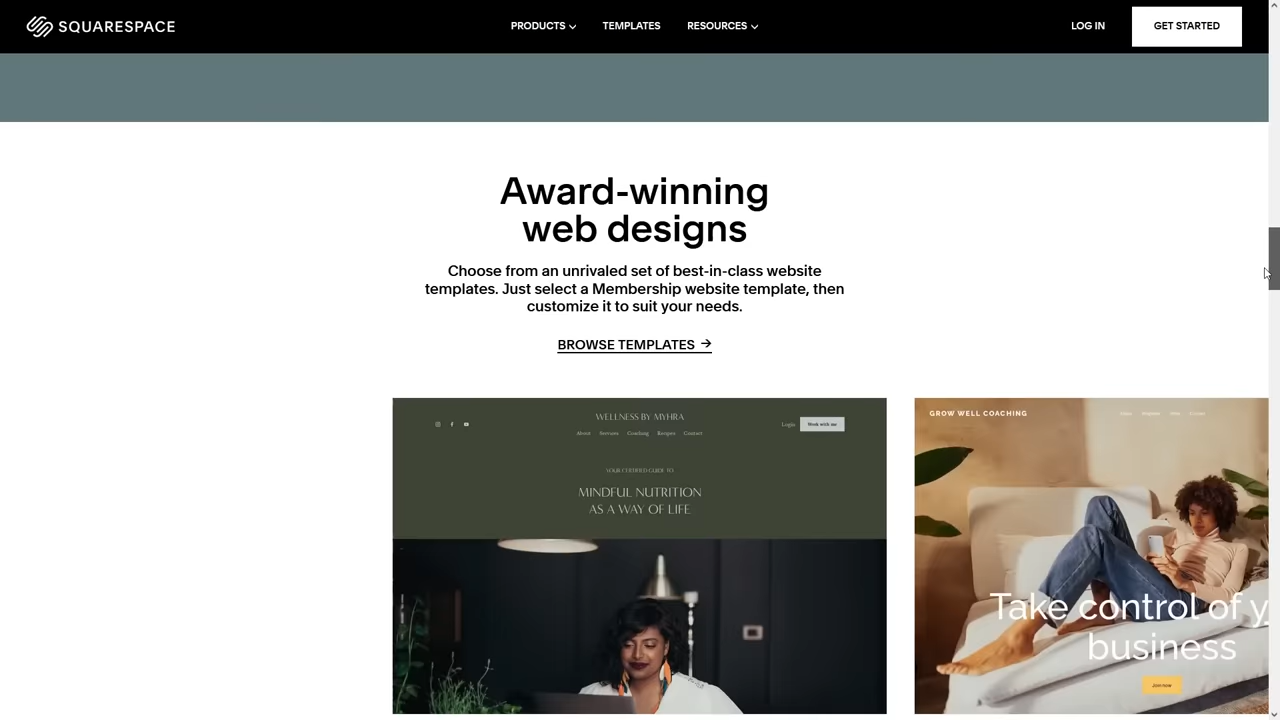 SQUARESPACE
PRODUCTS
TEMPLATES
RESOURCES
LOG IN
GET STARTED
Award-winning
web designs
Choose from an unrivaled set of best-in-class website
templates. Just select a Membership website template, then
customize it to suit your needs.
BROWSE TEMPLATES →
WELLNESS BY MYHRA
About Services Coaching Recipes Contact
Login
Work with me
YOUR CERTIFIED GUIDE TO
MINDFUL NUTRITION
AS A WAY OF LIFE
GROW WELL COACHING
Take control of y
business
Join now